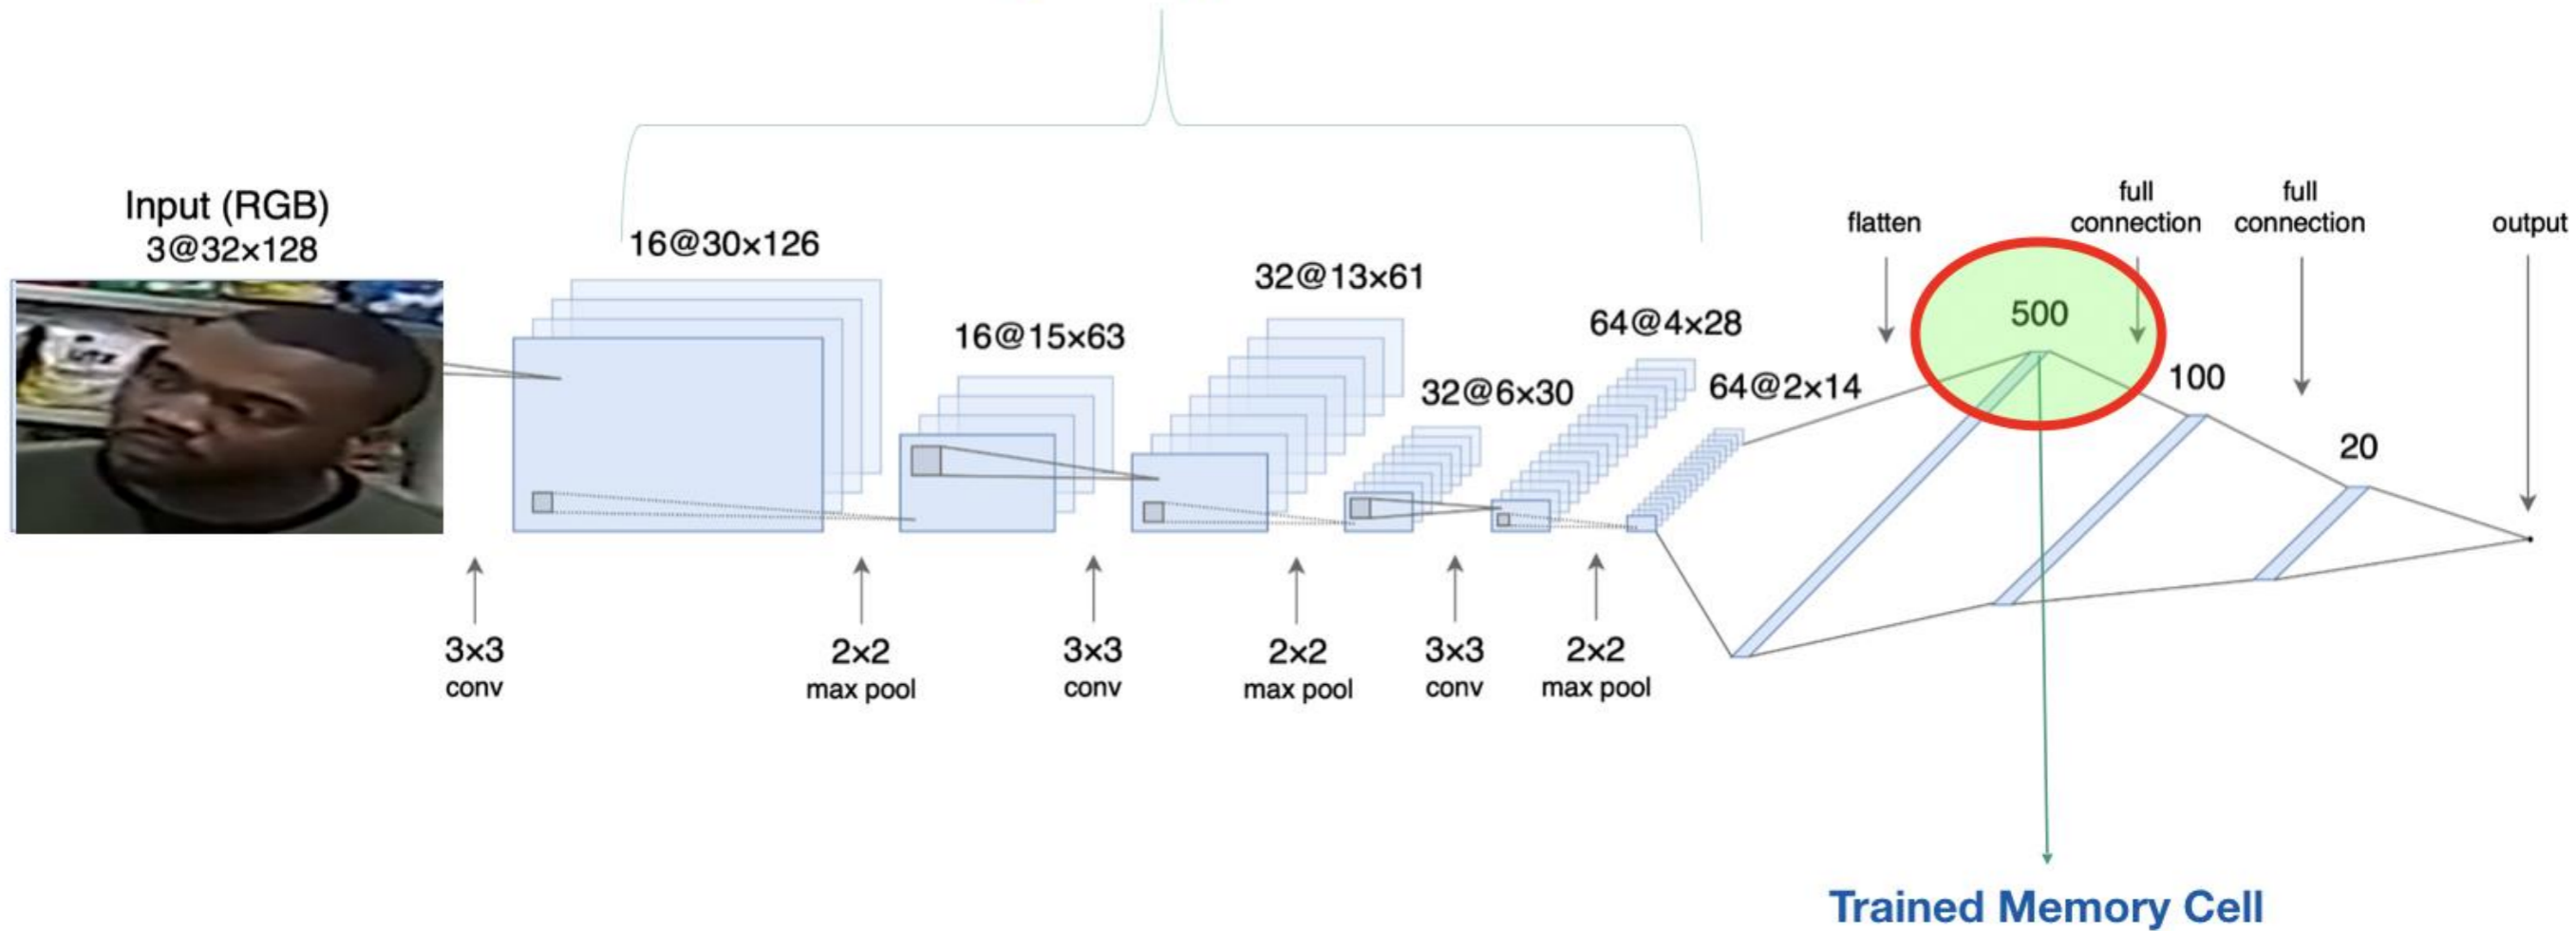 Input (RGB)
3@32×128
16@30×126
16@15×63
32@13×61
32@6×30
64@4×28
64@2×14
flatten
500
full
connection
100
full
connection
20
output
3×3
conv
2×2
max pool
3×3
conv
2×2
max pool
3×3
conv
2×2
max pool
Trained Memory Cell